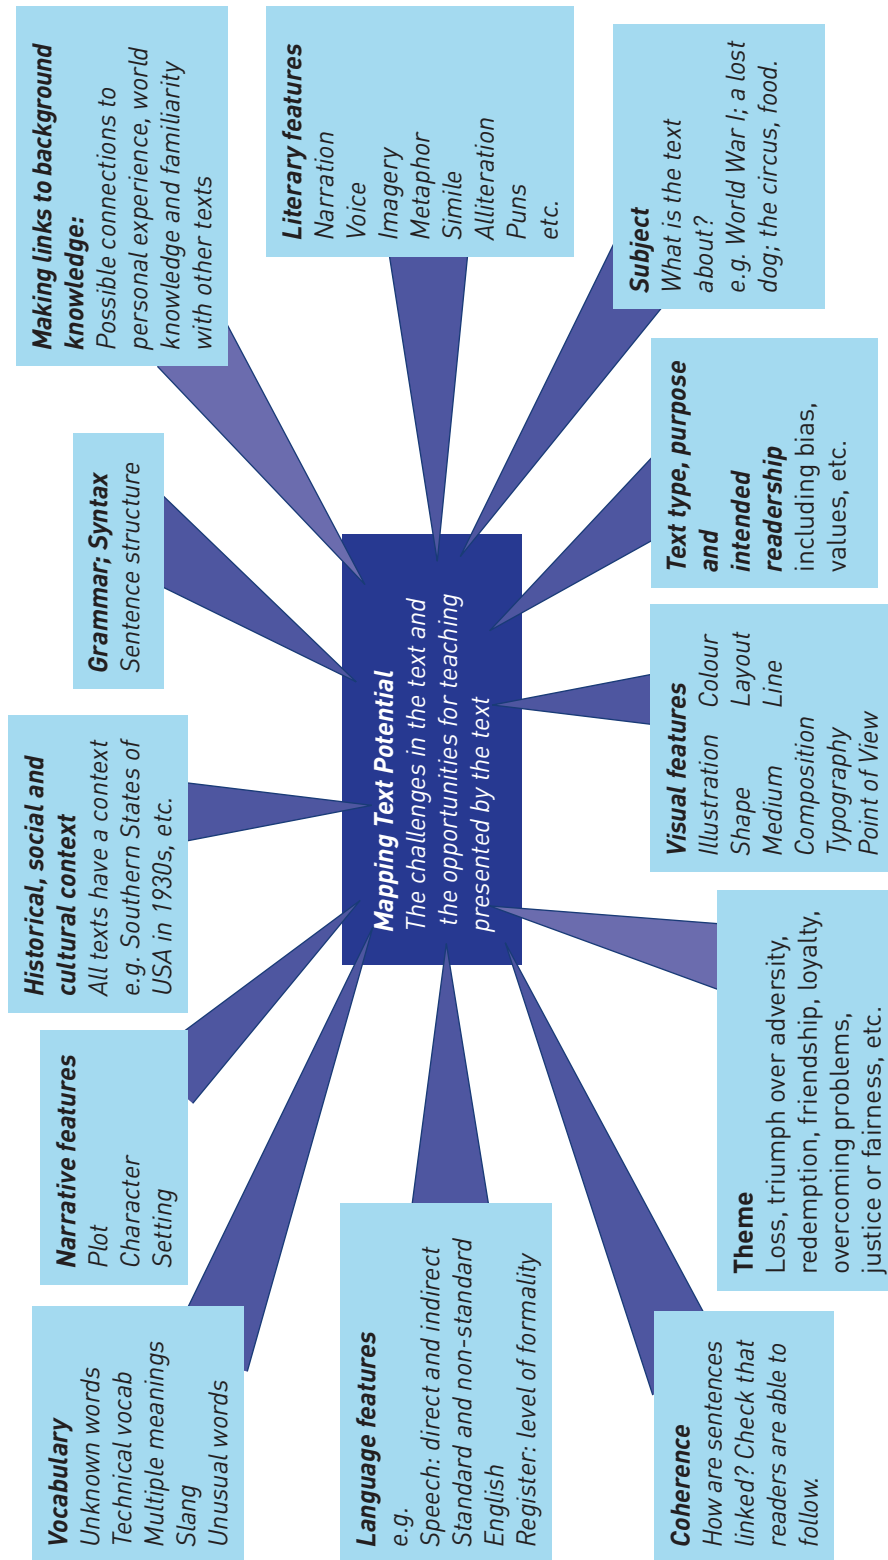 Vocabulary
Unknown words
Technical vocab
Multiple meanings
Slang
Unusual words
Narrative features
Plot
Character
Setting
Historical, social and
cultural context
All texts have a context
e.g. Southern States of
USA in 1930s, etc.
Grammar; Syntax
Sentence structure
Making links to background
knowledge:
Possible connections to
personal experience, world
knowledge and familiarity
with other texts
Language features
e.g.
Speech: direct and indirect
Standard and non-standard
English
Register: level of formality
Mapping Text Potential
The challenges in the text and
the opportunities for teaching
presented by the text
Literary features
Narration
Voice
Imagery
Metaphor
Simile
Alliteration
Puns
etc.
Coherence
How are sentences
linked? Check that
readers are able to
follow.
Theme
Loss, triumph over adversity,
redemption, friendship, loyalty,
overcoming problems,
justice or fairness, etc.
Visual features
Illustration Colour
Shape Layout
Medium Line
Composition
Typography
Point of View
Text type, purpose
and
intended
readership
including bias,
values, etc.
Subject
What is the text
about?
e.g. World War I; a lost
dog; the circus, food.